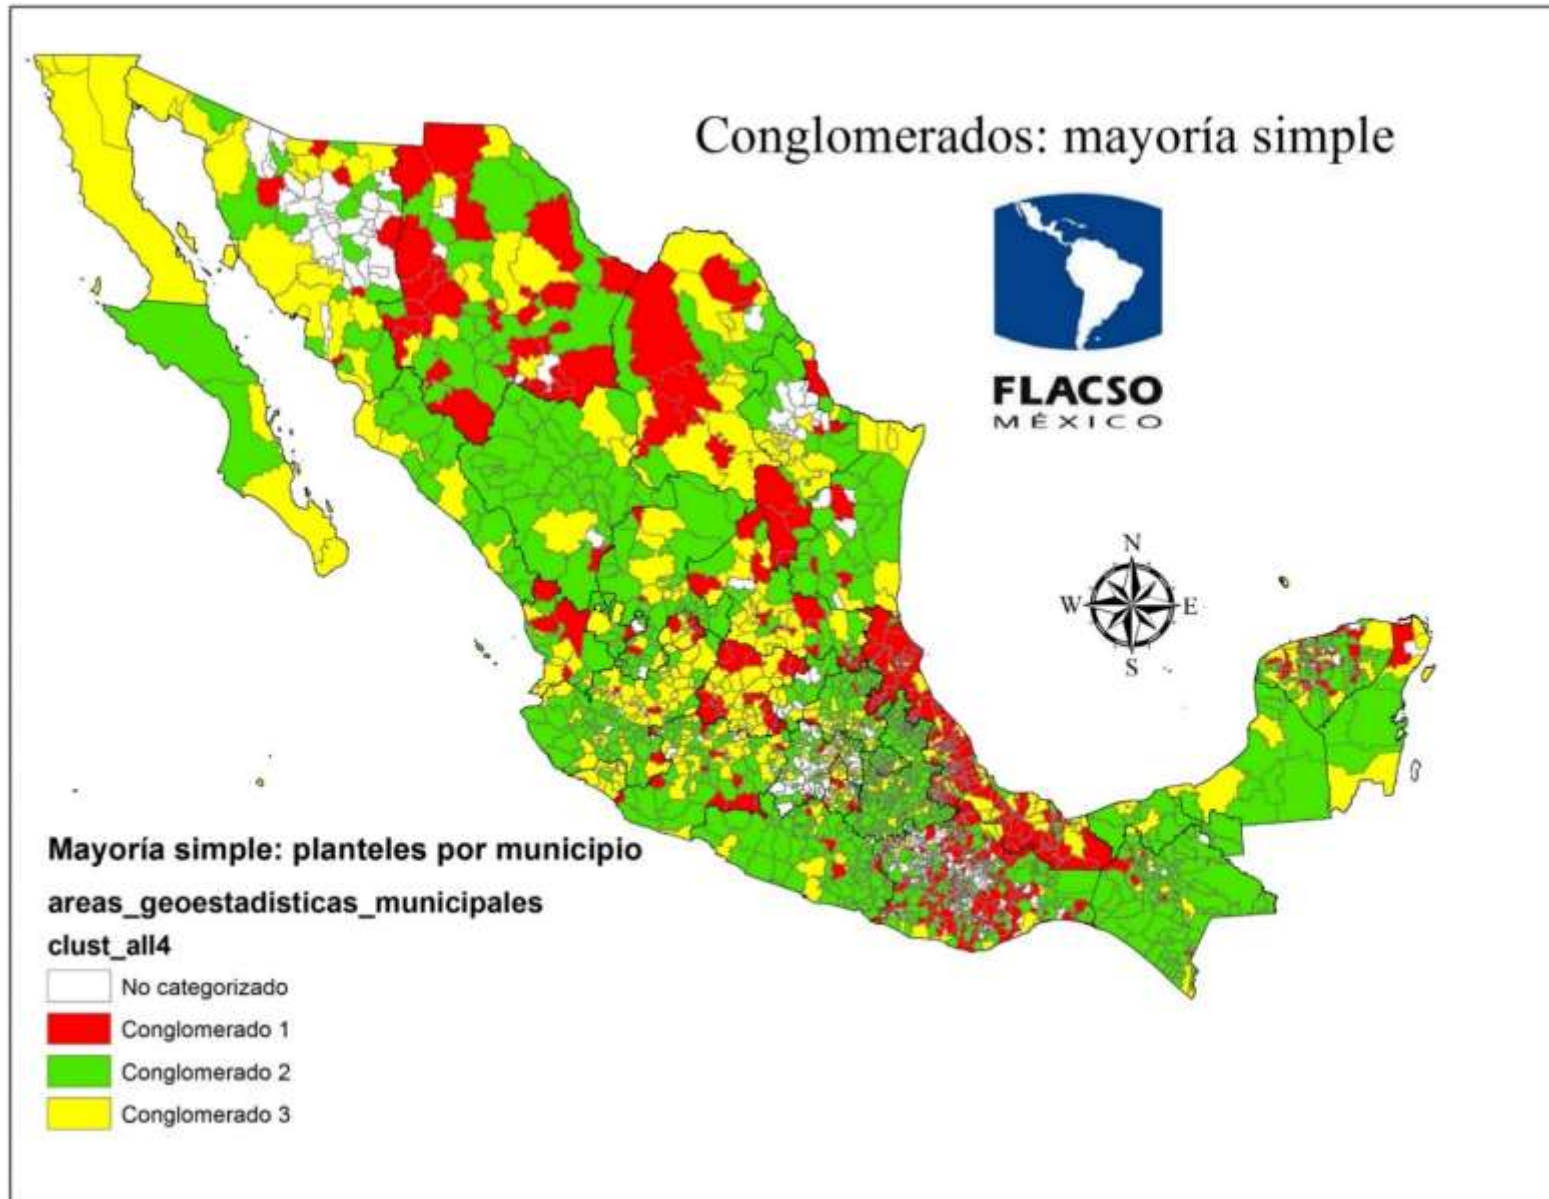 Conglomerados: mayoría simple
FLACSO
MÉXICO
N
W
E
S
Mayoría simple: planteles por municipio
areas_geoestadisticas_municipales
clust_all4
No categorizado
Conglomerado 1
Conglomerado 2
Conglomerado 3